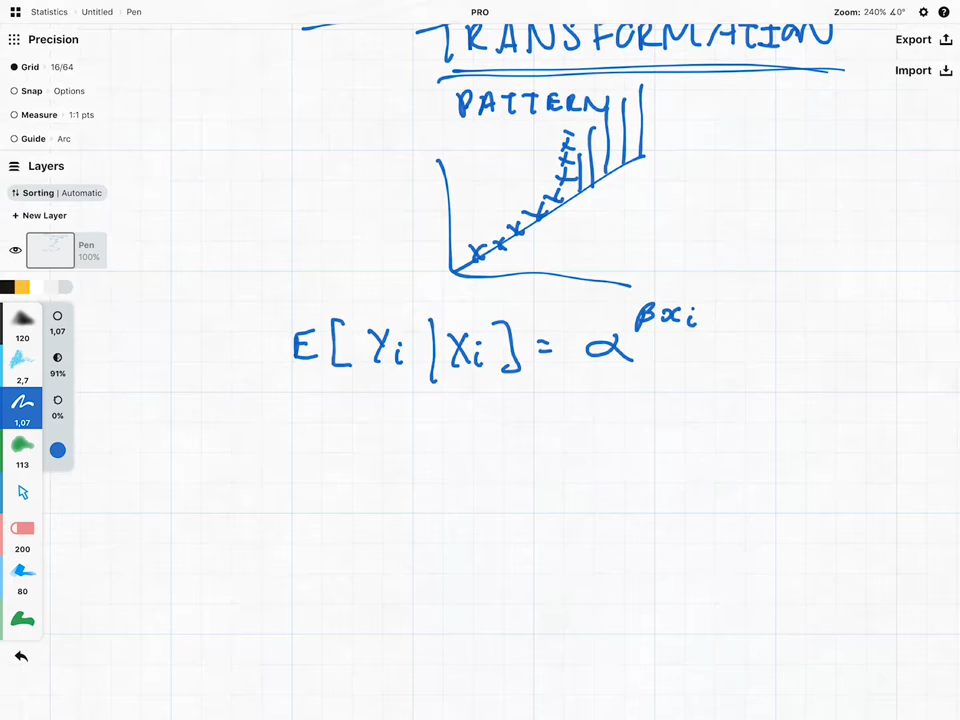 Statistics Untitled Pen PRO Zoom: 240% ∠0°
Precision
Grid 16/64
Snap Options
Measure 1:1 pts
Guide Arc
Layers
Sorting | Automatic
+ New Layer
Pen
100%
120
2,7
1,07
113
200
80
1,07
91%
0%
Export
Import
TRANSFORMATION
PATTERN
E[Yi|Xi] = α^βxi